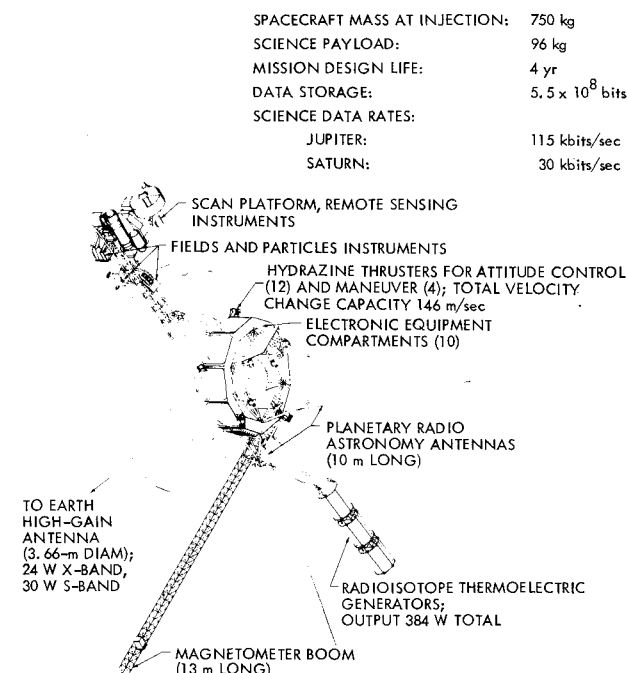 SPACECRAFT MASS AT INJECTION: 750 kg
SCIENCE PAYLOAD: 96 kg
MISSION DESIGN LIFE: 4 yr
DATA STORAGE: 5.5 x 10^8 bits
SCIENCE DATA RATES:
JUPITER: 115 kbits/sec
SATURN: 30 kbits/sec
SCAN PLATFORM, REMOTE SENSING
INSTRUMENTS
FIELDS AND PARTICLES INSTRUMENTS
HYDRAZINE THRUSTERS FOR ATTITUDE CONTROL
(12) AND MANEUVER (4); TOTAL VELOCITY
CHANGE CAPACITY 146 m/sec
ELECTRONIC EQUIPMENT
COMPARTMENTS (10)
PLANETARY RADIO
ASTRONOMY ANTENNAS
(10 m LONG)
TO EARTH
HIGH-GAIN
ANTENNA
(3.66-m DIAM);
24 W X-BAND,
30 W S-BAND
RADIOISOTOPE THERMOELECTRIC
GENERATORS;
OUTPUT 384 W TOTAL
MAGNETOMETER BOOM
(13 m LONG)